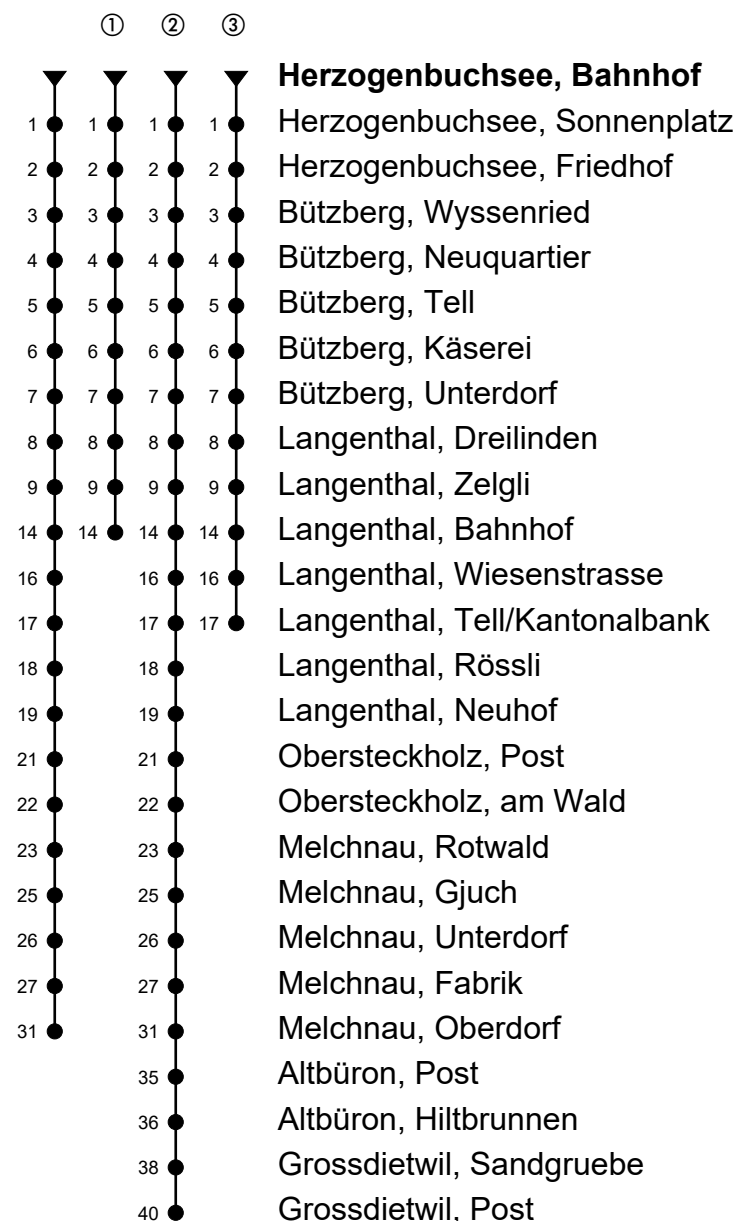 ① ② ③
Herzogenbuchsee, Bahnhof
1 1 1 1 Herzogenbuchsee, Sonnenplatz
2 2 2 2 Herzogenbuchsee, Friedhof
3 3 3 3 Bützberg, Wyssenried
4 4 4 4 Bützberg, Neuquartier
5 5 5 5 Bützberg, Tell
6 6 6 6 Bützberg, Käserei
7 7 7 7 Bützberg, Unterdorf
8 8 8 8 Langenthal, Dreilinden
9 9 9 9 Langenthal, Zelgli
14 14 14 14 Langenthal, Bahnhof
16 16 16 Langenthal, Wiesenstrasse
17 17 17 Langenthal, Tell/Kantonalbank
18 18 Langenthal, Rössli
19 19 Langenthal, Neuhof
21 21 Obersteckholz, Post
22 22 Obersteckholz, am Wald
23 23 Melchnau, Rotwald
25 25 Melchnau, Gjuch
26 26 Melchnau, Unterdorf
27 27 Melchnau, Fabrik
31 31 Melchnau, Oberdorf
35 Altbüron, Post
36 Altbüron, Hiltbrunnen
38 Grossdietwil, Sandgruebe
40 Grossdietwil, Post